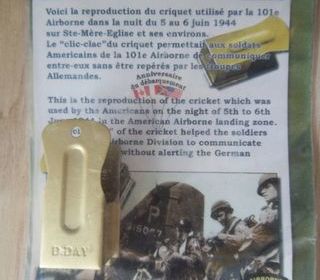 Voici la reproduction du criquet utilisé par la 101e
Airborne dans la nuit du 5 au 6 juin 1944
sur Ste-Mère-Eglise et ses environs.
Le "clic-clac"du criquet permettait aux soldats
Americains de la 101e Airborne de communiquer
entre-eux sans être repérés par les troupes
Allemandes.
Anniversaire
du débarquement
This is the reproduction of the cricket which was
used by the Americans on the night of 5th to 6th
in the American Airborne landing zone.
of the cricket helped the soldiers
Airborne Division to communicate
without alerting the German
D-DAY